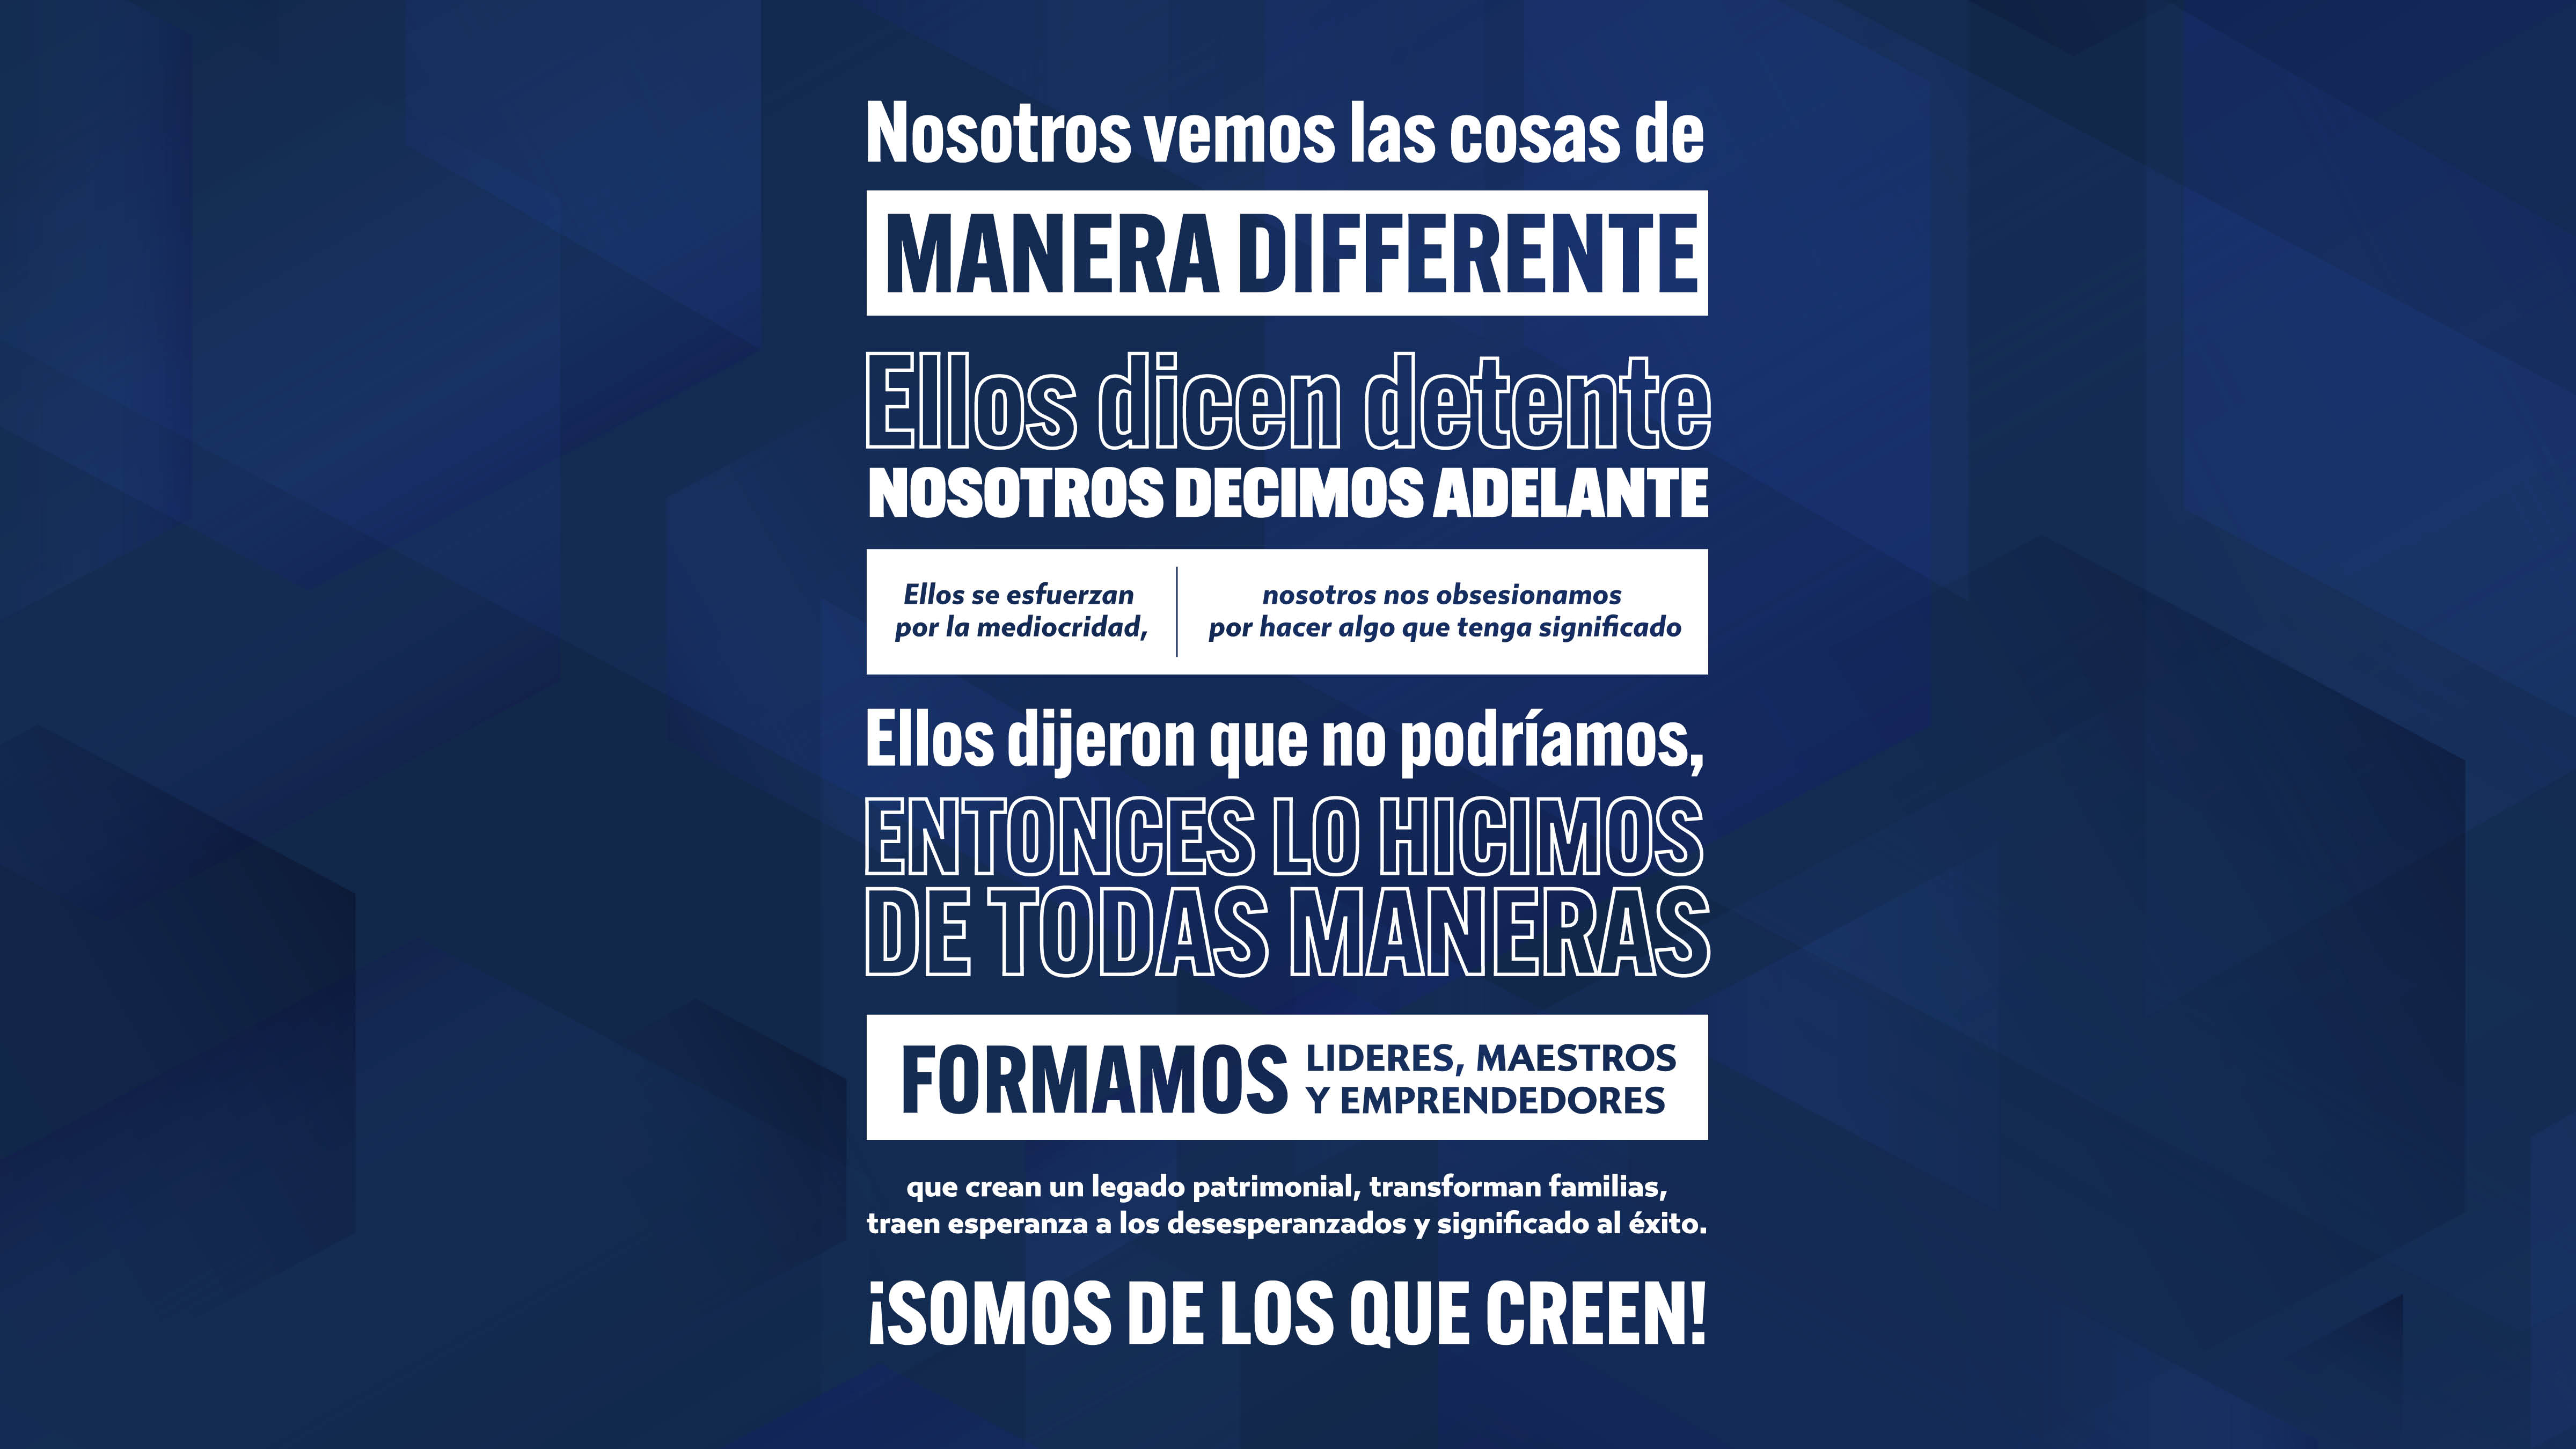 Nosotros vemos las cosas de
MANERA DIFFERENTE
Ellos dicen detente
NOSOTROS DECIMOS ADELANTE
Ellos se esfuerzan
por la mediocridad,
nosotros nos obsesionamos
por hacer algo que tenga significado
Ellos dijeron que no podríamos,
ENTONCES LO HICIMOS
DE TODAS MANERAS
FORMAMOS
LIDERES, MAESTROS
Y EMPRENDEDORES
que crean un legado patrimonial, transforman familias,
traen esperanza a los desesperanzados y significado al éxito.
¡SOMOS DE LOS QUE CREEN!